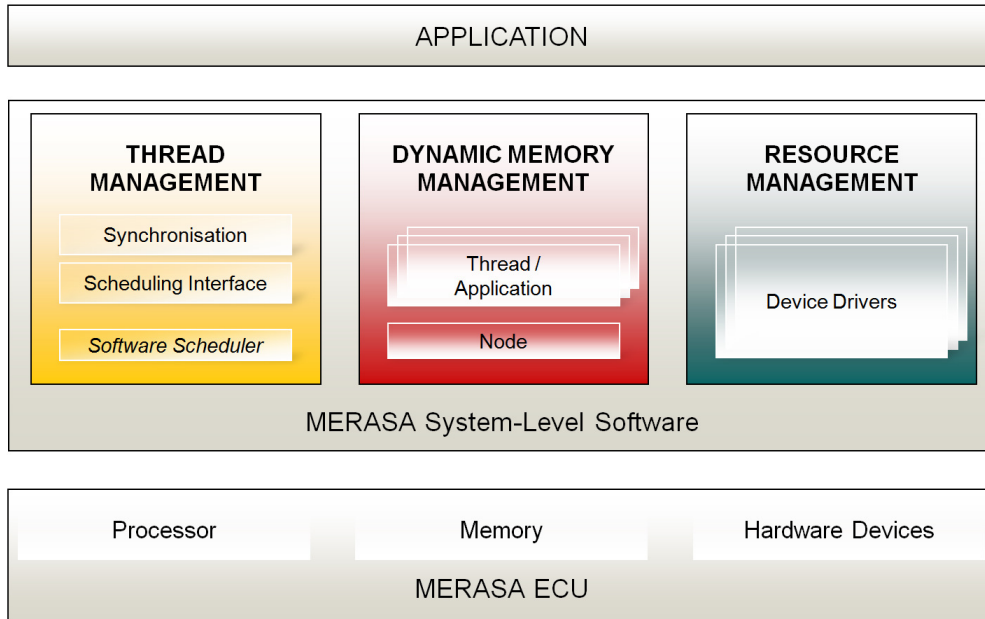 APPLICATION
THREAD
MANAGEMENT
Synchronisation
Scheduling Interface
Software Scheduler
DYNAMIC MEMORY
MANAGEMENT
Thread /
Application
Node
RESOURCE
MANAGEMENT
Device Drivers
MERASA System-Level Software
Processor
Memory
Hardware Devices
MERASA ECU